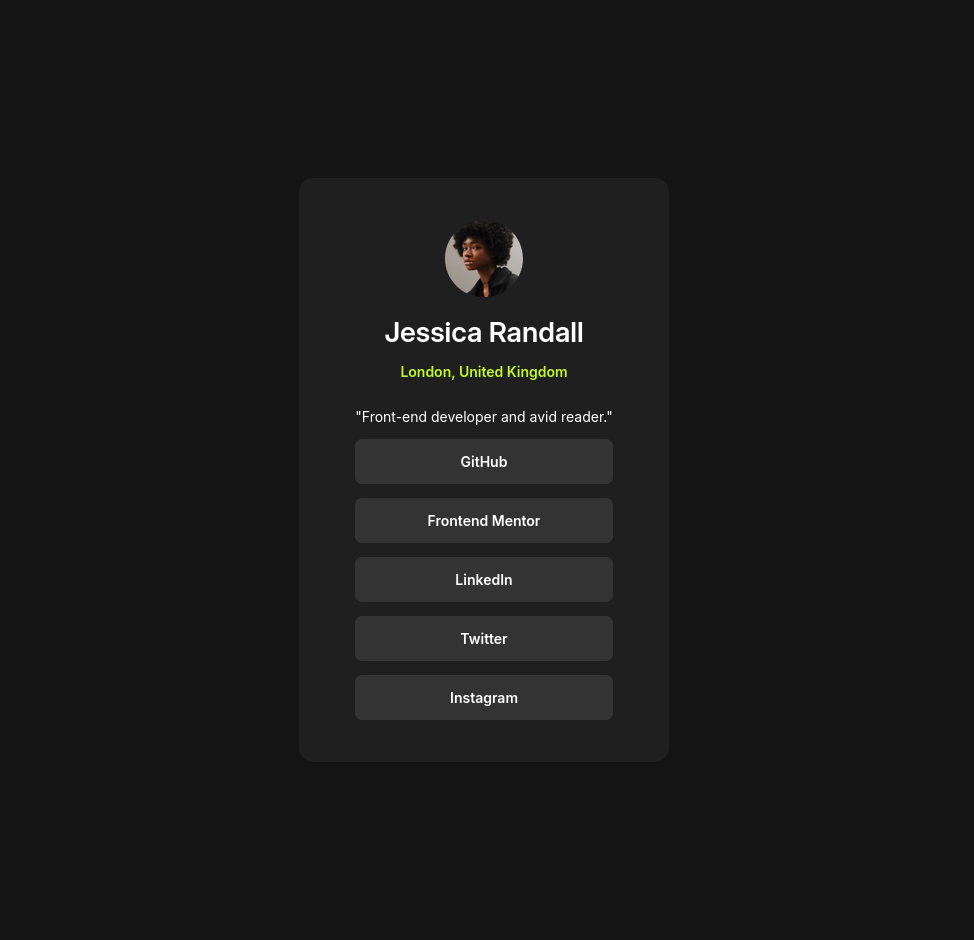 Jessica Randall
London, United Kingdom
"Front-end developer and avid reader."
GitHub
Frontend Mentor
LinkedIn
Twitter
Instagram